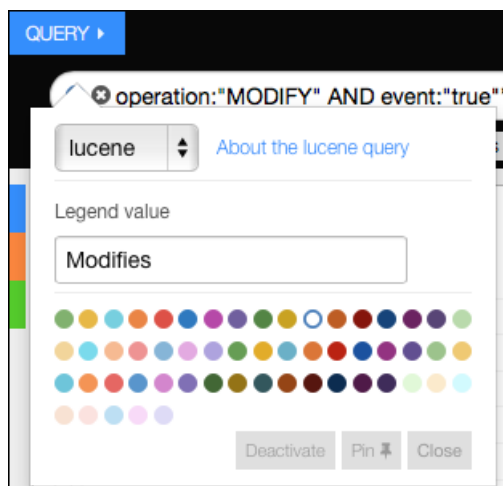 QUERY
operation:"MODIFY" AND event:"true"
lucene
About the lucene query
Legend value
Modifies
Deactivate
Pin
Close